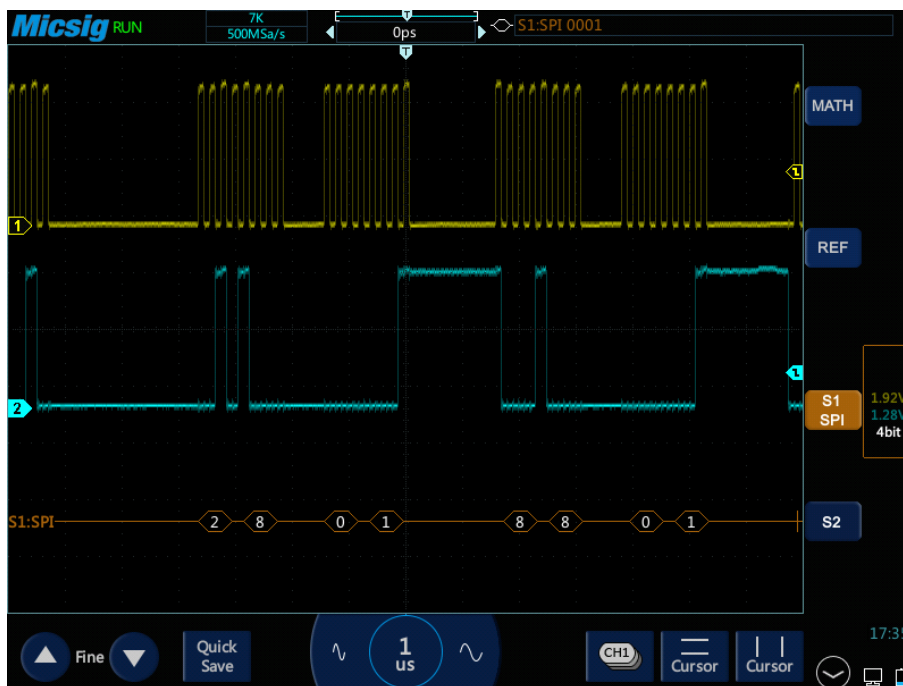 Micsig RUN
7K
500MSa/s
T
0ps
S1:SPI 0001
T
MATH
1
REF
2
S1
SPI
1.92V
1.28V
4bit
S1:SPI 2 8 0 1 8 8 0 1
S2
17:35
Fine
Quick
Save
1
us
CH1
Cursor
Cursor